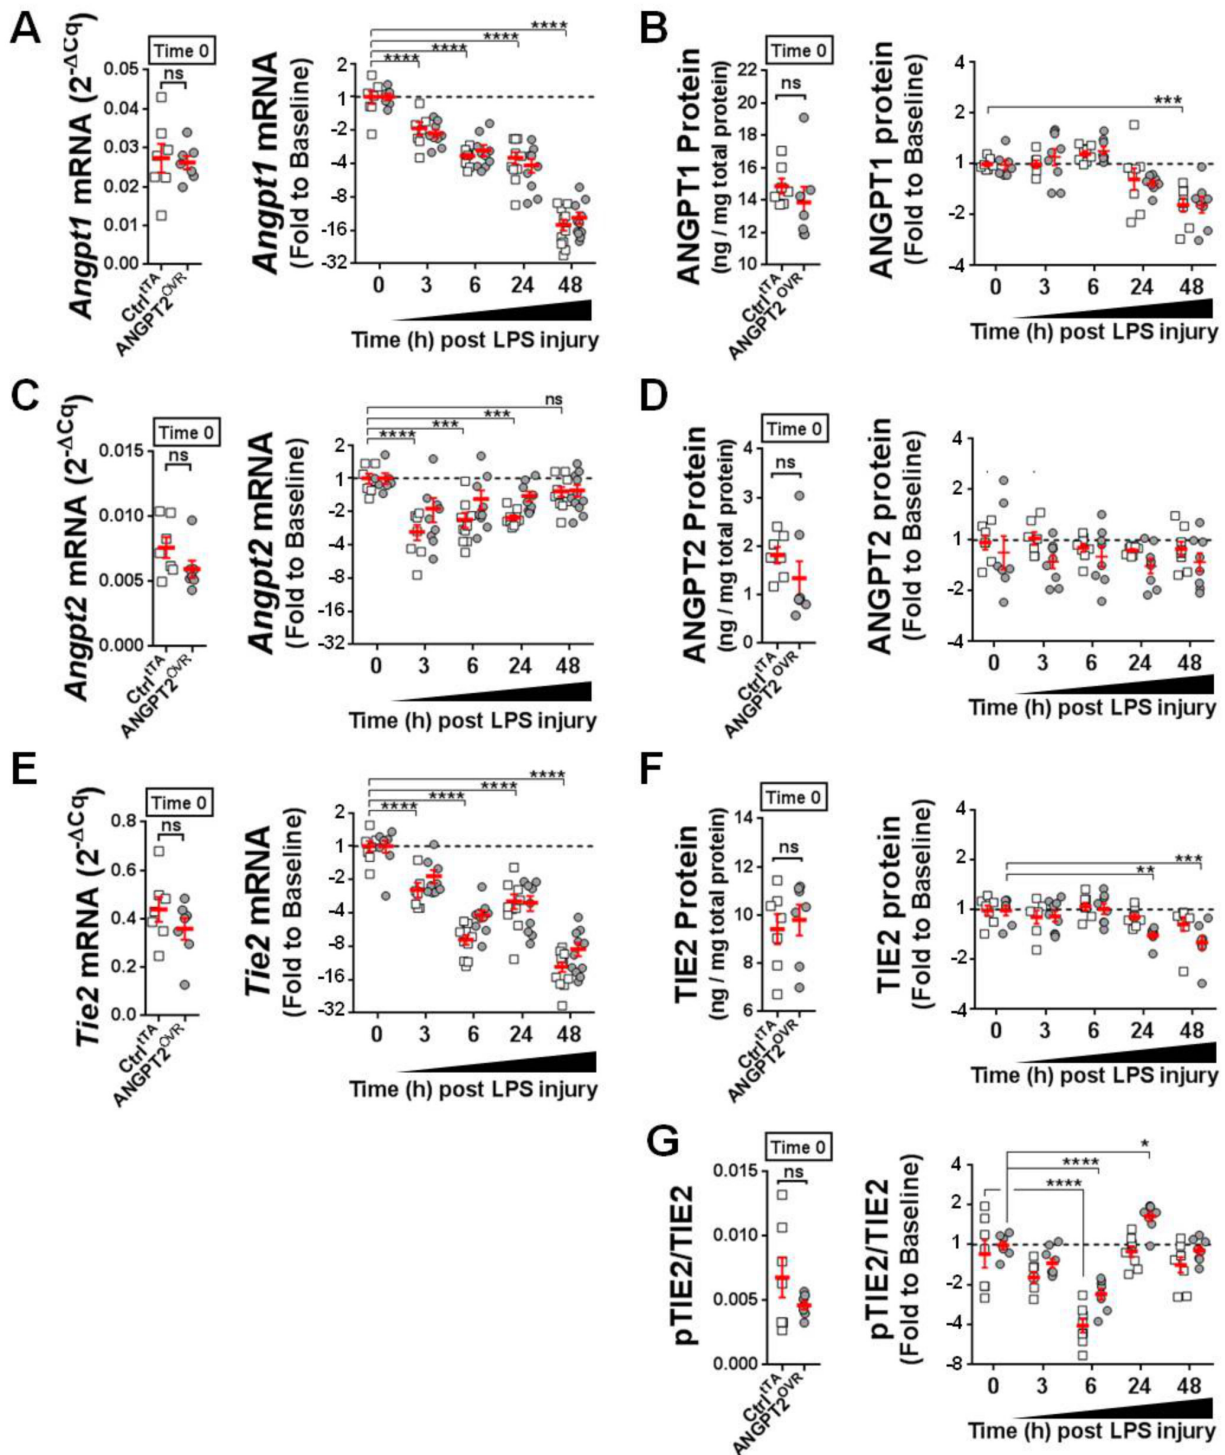 A
Angpt1 mRNA (2^-ΔCq)
Time 0
ns
0.05
0.04
0.03
0.02
0.01
0.00
Ctrl^tTA
ANGPT2^OVR
Angpt1 mRNA
(Fold to Baseline)
****
****
****
****
2
1
-2
-4
-8
-16
-32
0 3 6 24 48
Time (h) post LPS injury
B
ANGPT1 Protein
(ng / mg total protein)
Time 0
ns
22
20
18
16
14
12
10
Ctrl^tTA
ANGPT2^OVR
ANGPT1 protein
(Fold to Baseline)
***
4
2
1
-2
-4
0 3 6 24 48
Time (h) post LPS injury
C
Angpt2 mRNA (2^-ΔCq)
Time 0
ns
0.015
0.010
0.005
0.000
Ctrl^tTA
ANGPT2^OVR
Angpt2 mRNA
(Fold to Baseline)
ns
***
***
****
2
1
-2
-4
-8
-16
-32
0 3 6 24 48
Time (h) post LPS injury
D
ANGPT2 Protein
(ng / mg total protein)
Time 0
ns
4
3
2
1
0
Ctrl^tTA
ANGPT2^OVR
ANGPT2 protein
(Fold to Baseline)
4
2
1
-2
-4
0 3 6 24 48
Time (h) post LPS injury
E
Tie2 mRNA (2^-ΔCq)
Time 0
ns
0.8
0.6
0.4
0.2
0.0
Ctrl^tTA
ANGPT2^OVR
Tie2 mRNA
(Fold to Baseline)
****
****
****
****
2
1
-2
-4
-8
-16
-32
0 3 6 24 48
Time (h) post LPS injury
F
TIE2 Protein
(ng / mg total protein)
Time 0
ns
14
12
10
8
6
Ctrl^tTA
ANGPT2^OVR
TIE2 protein
(Fold to Baseline)
***
**
4
2
1
-2
-4
0 3 6 24 48
Time (h) post LPS injury
G
pTIE2/TIE2
Time 0
ns
0.015
0.010
0.005
0.000
Ctrl^tTA
ANGPT2^OVR
pTIE2/TIE2
(Fold to Baseline)
*
****
****
4
2
1
-2
-4
-8
0 3 6 24 48
Time (h) post LPS injury